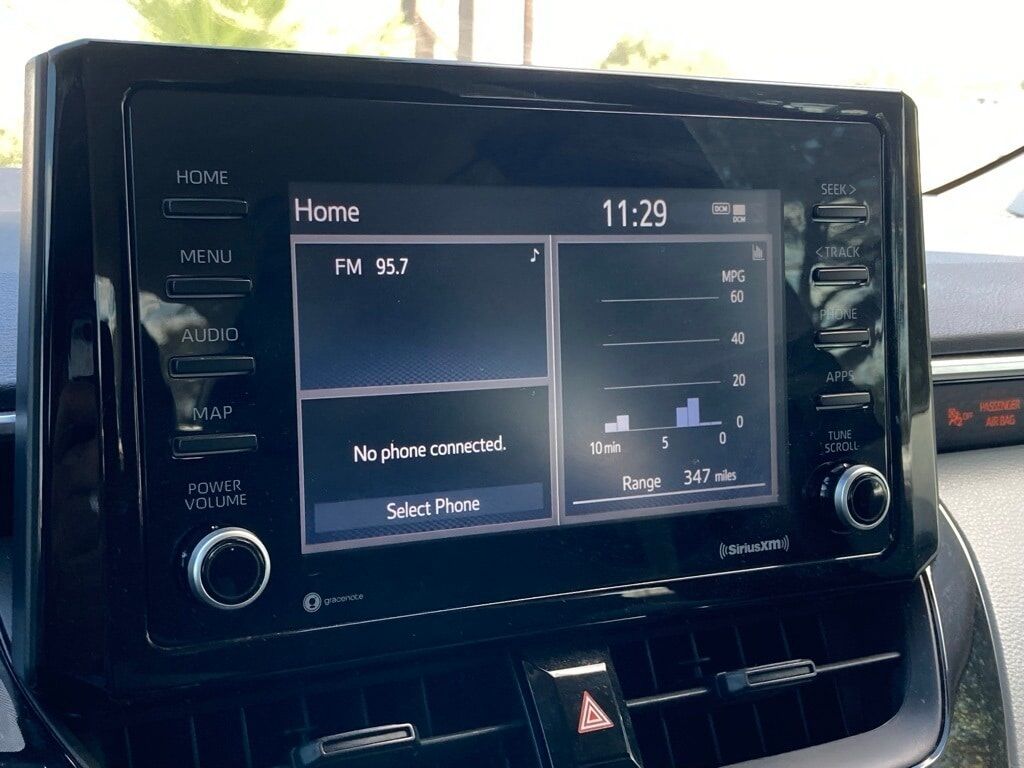 HOME
MENU
AUDIO
MAP
POWER
VOLUME
Home
11:29
DCM
DCM
FM 95.7
No phone connected.
Select Phone
MPG
60
40
20
0
10 min 5 0
Range 347 miles
SEEK >
< TRACK
PHONE
APPS
TUNE
SCROLL
gracenote
((SiriusXM))
OFF
PASSENGER
AIR BAG